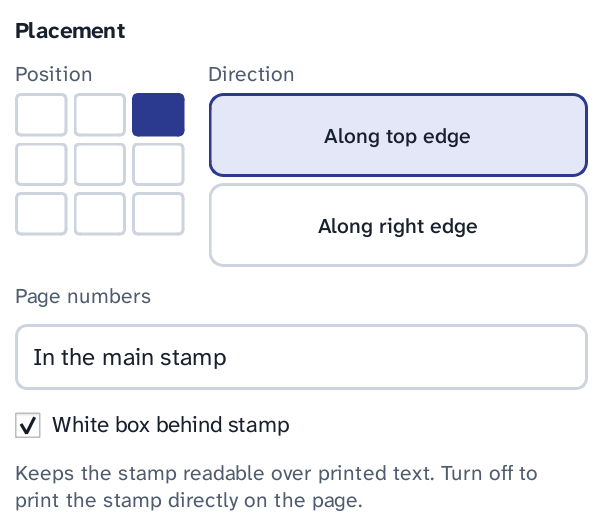 Placement
Position
Direction
Along top edge
Along right edge
Page numbers
In the main stamp
White box behind stamp
Keeps the stamp readable over printed text. Turn off to
print the stamp directly on the page.